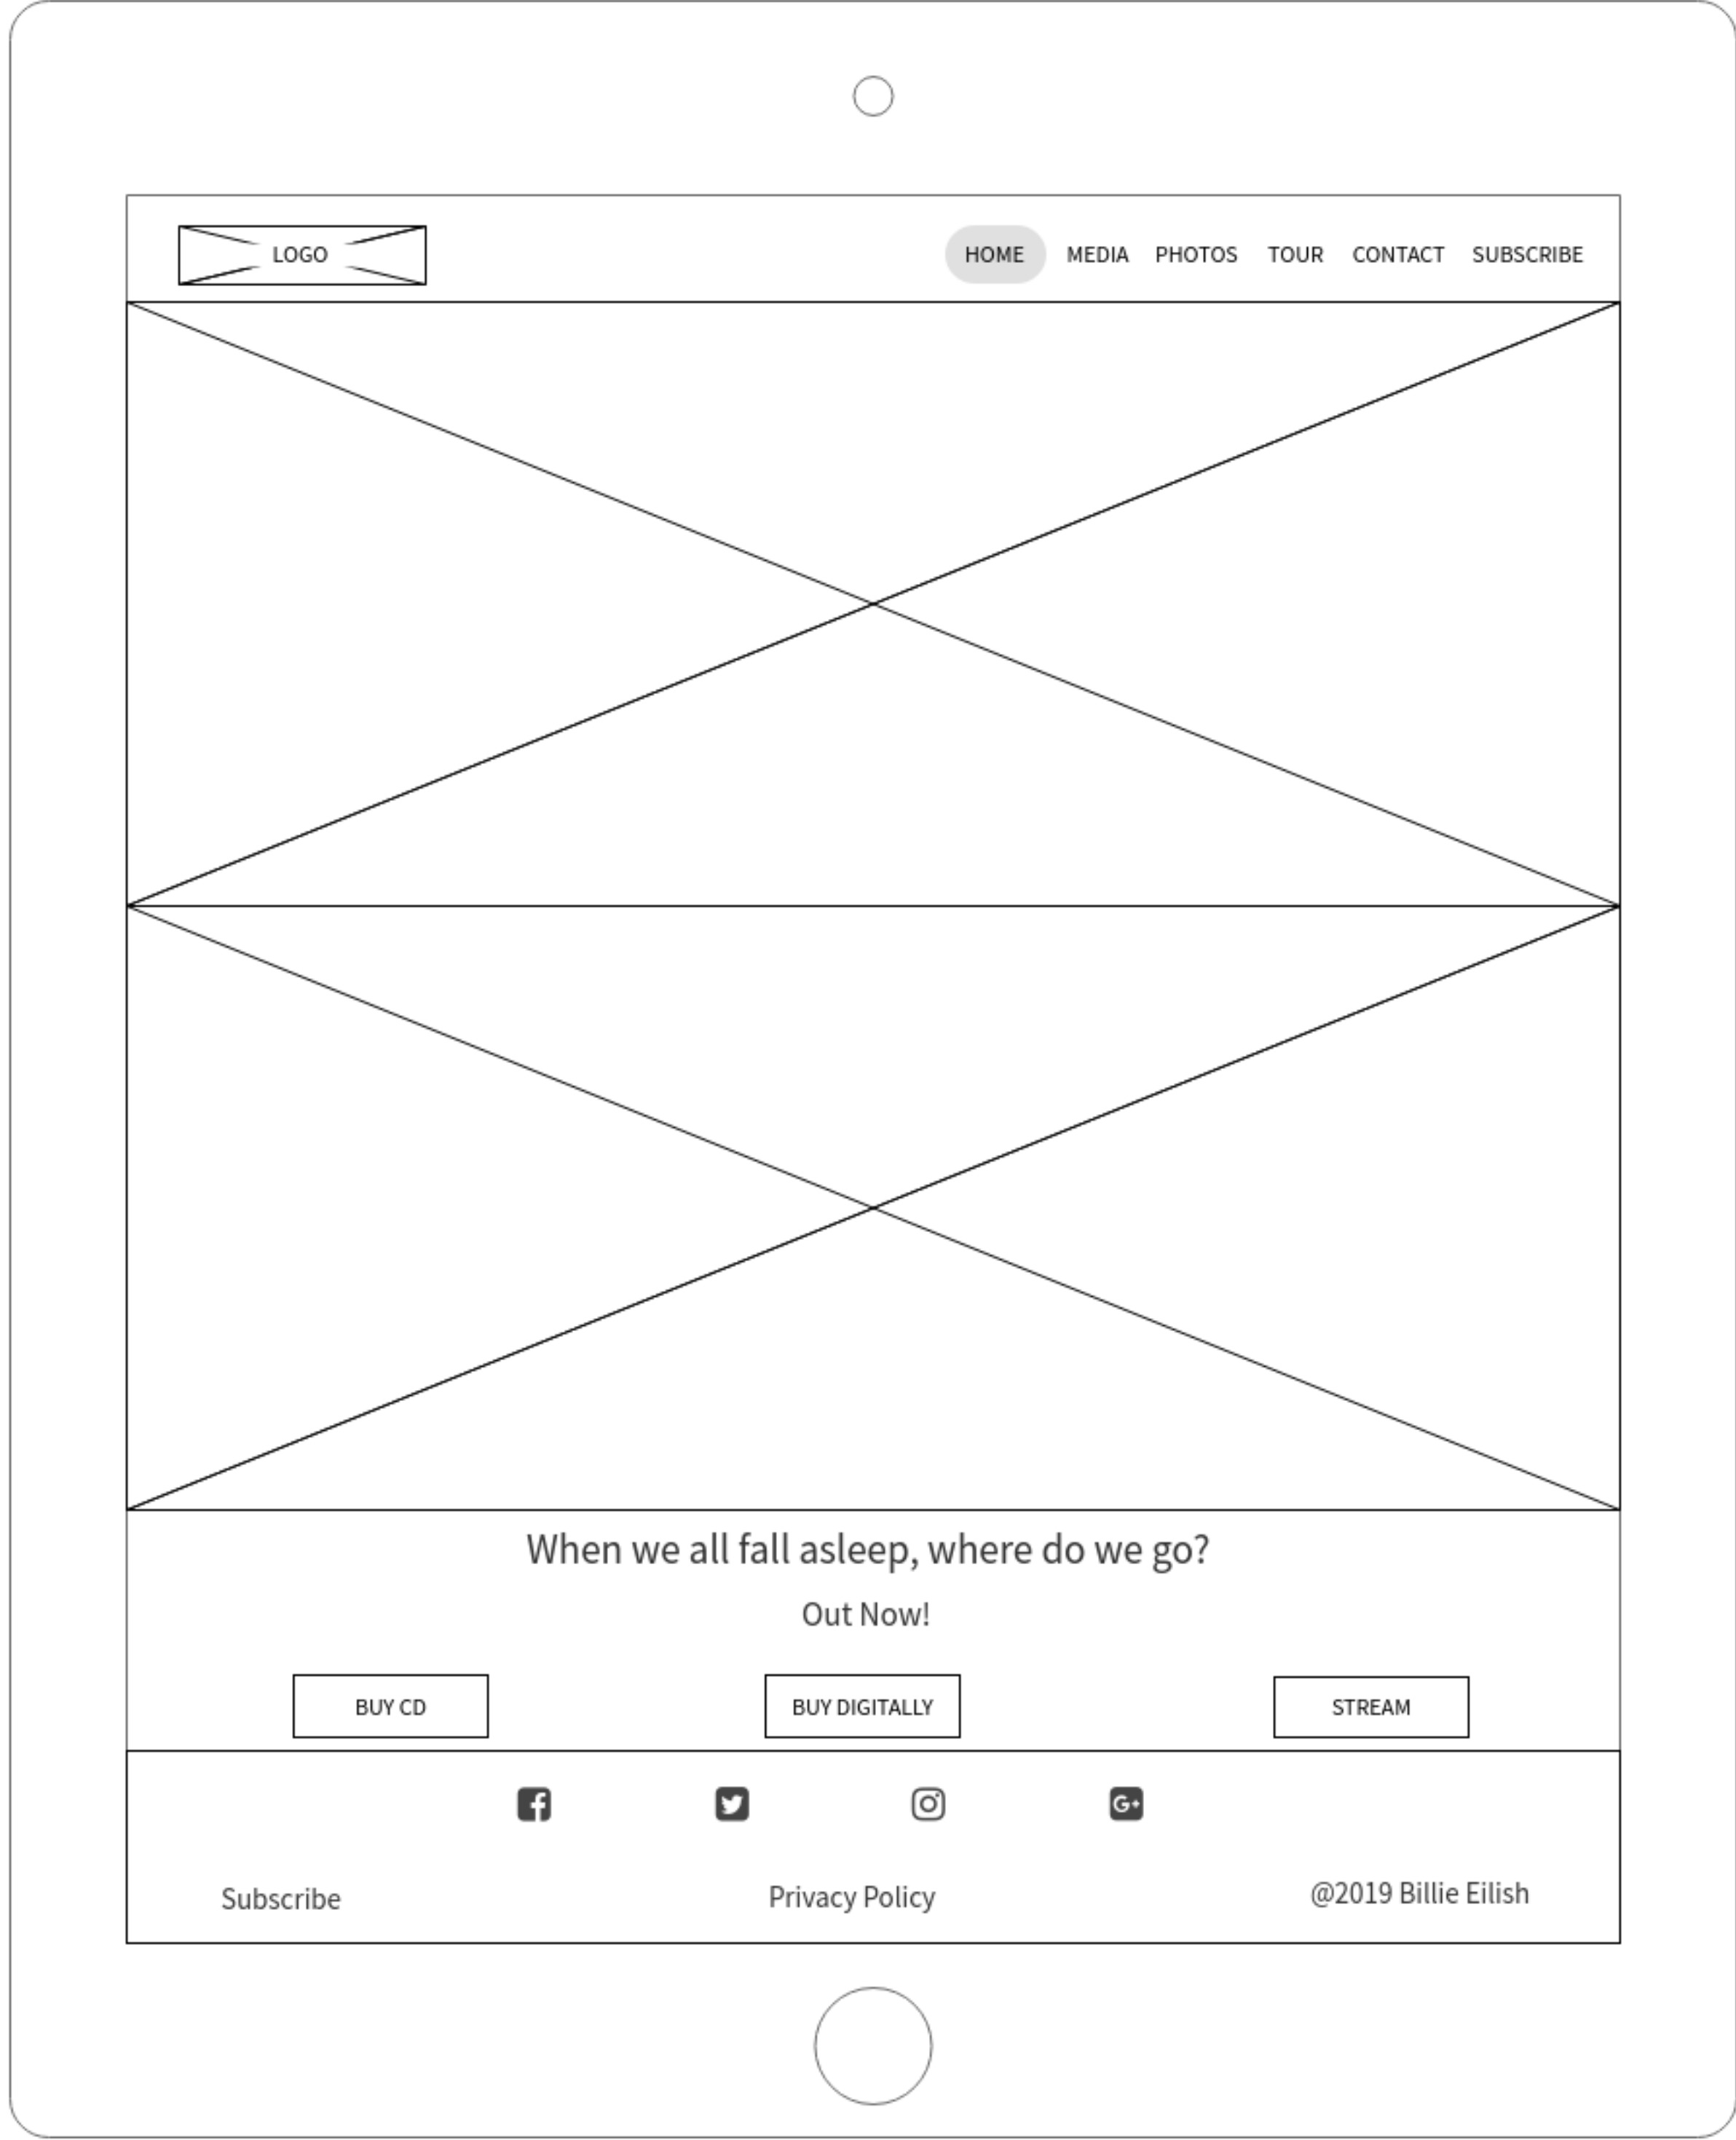 LOGO HOME MEDIA PHOTOS TOUR CONTACT SUBSCRIBE
When we all fall asleep, where do we go?
Out Now!
BUY CD BUY DIGITALLY STREAM
Subscribe Privacy Policy @2019 Billie Eilish